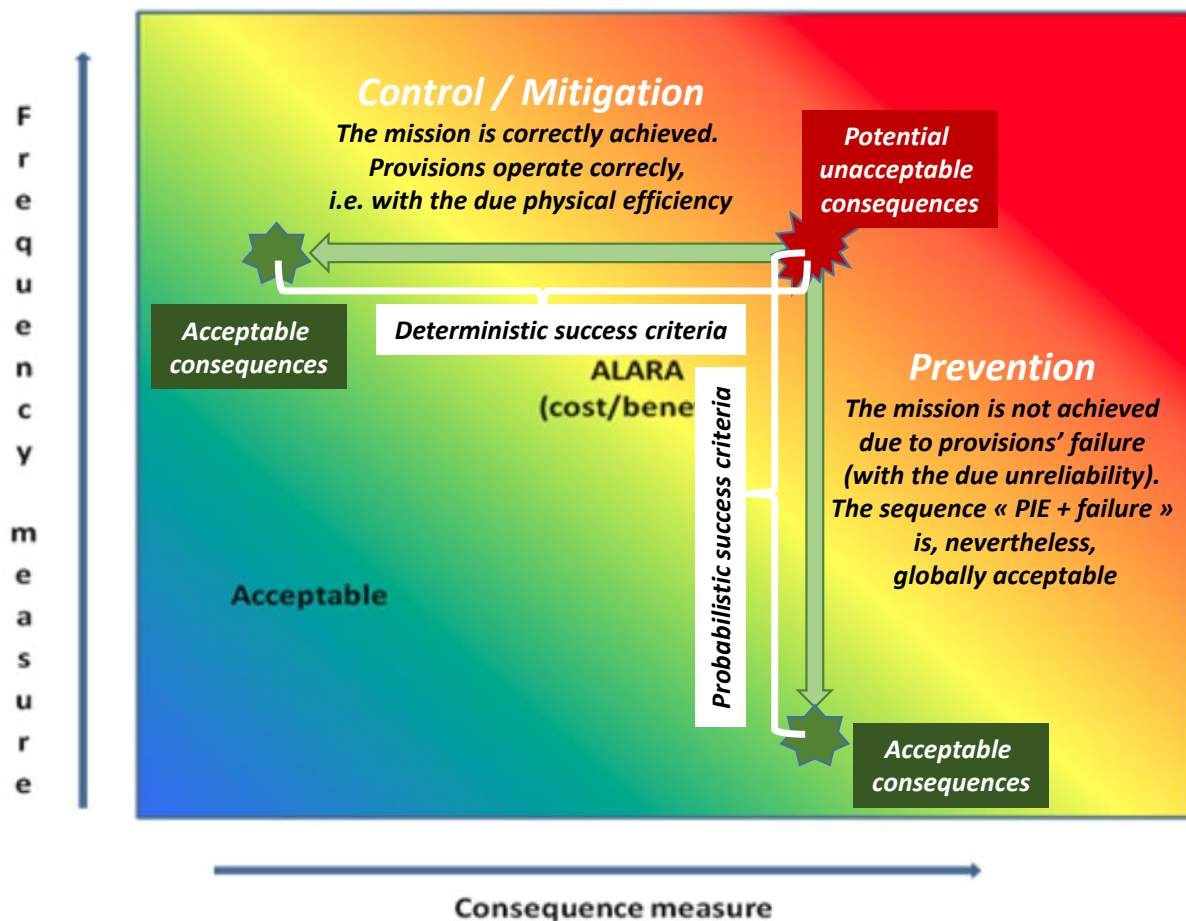 Frequency measure
Control / Mitigation
The mission is correctly achieved.
Provisions operate correcly,
i.e. with the due physical efficiency
Potential
unacceptable
consequences
Acceptable
consequences
Deterministic success criteria
ALARA
(cost/bene
Probabilistic success criteria
Prevention
The mission is not achieved
due to provisions’ failure
(with the due unreliability).
The sequence « PIE + failure »
is, nevertheless,
globally acceptable
Acceptable
Acceptable
consequences
Consequence measure